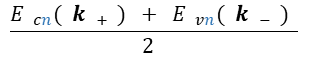 E cn( k + ) + E vn( k − )
2